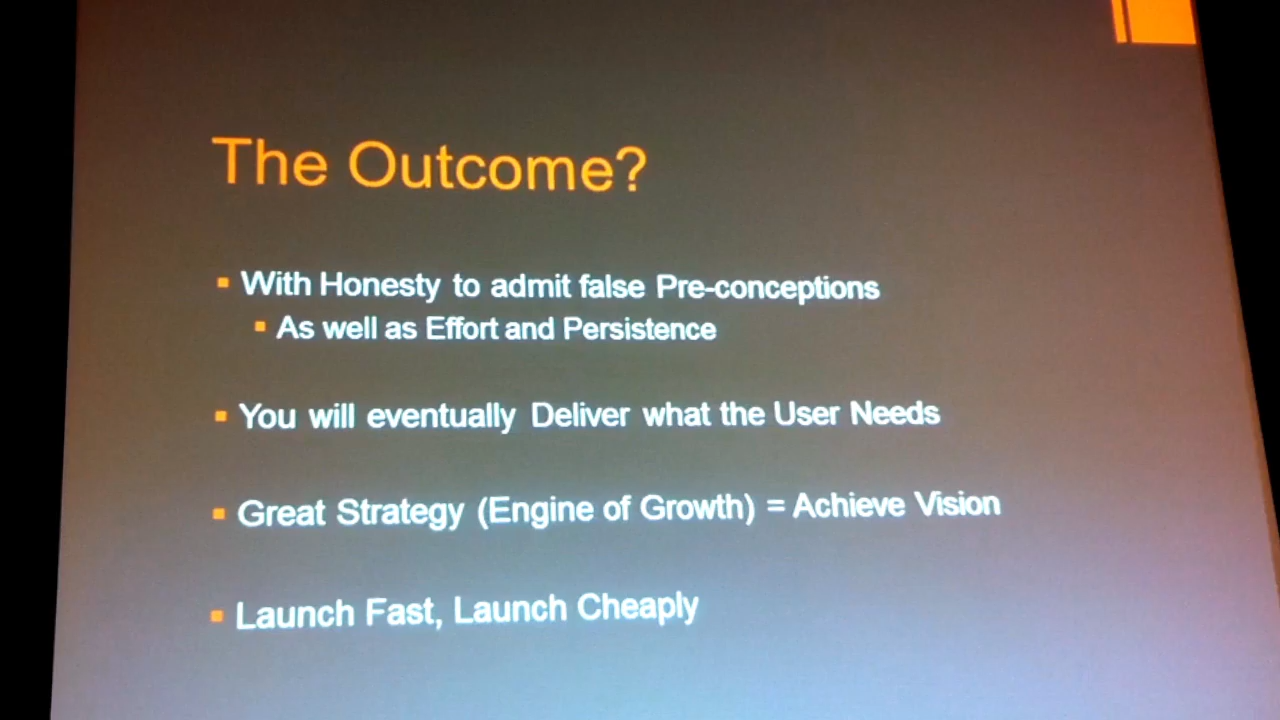 The Outcome?
With Honesty to admit false Pre-conceptions
As well as Effort and Persistence
You will eventually Deliver what the User Needs
Great Strategy (Engine of Growth) = Achieve Vision
Launch Fast, Launch Cheaply